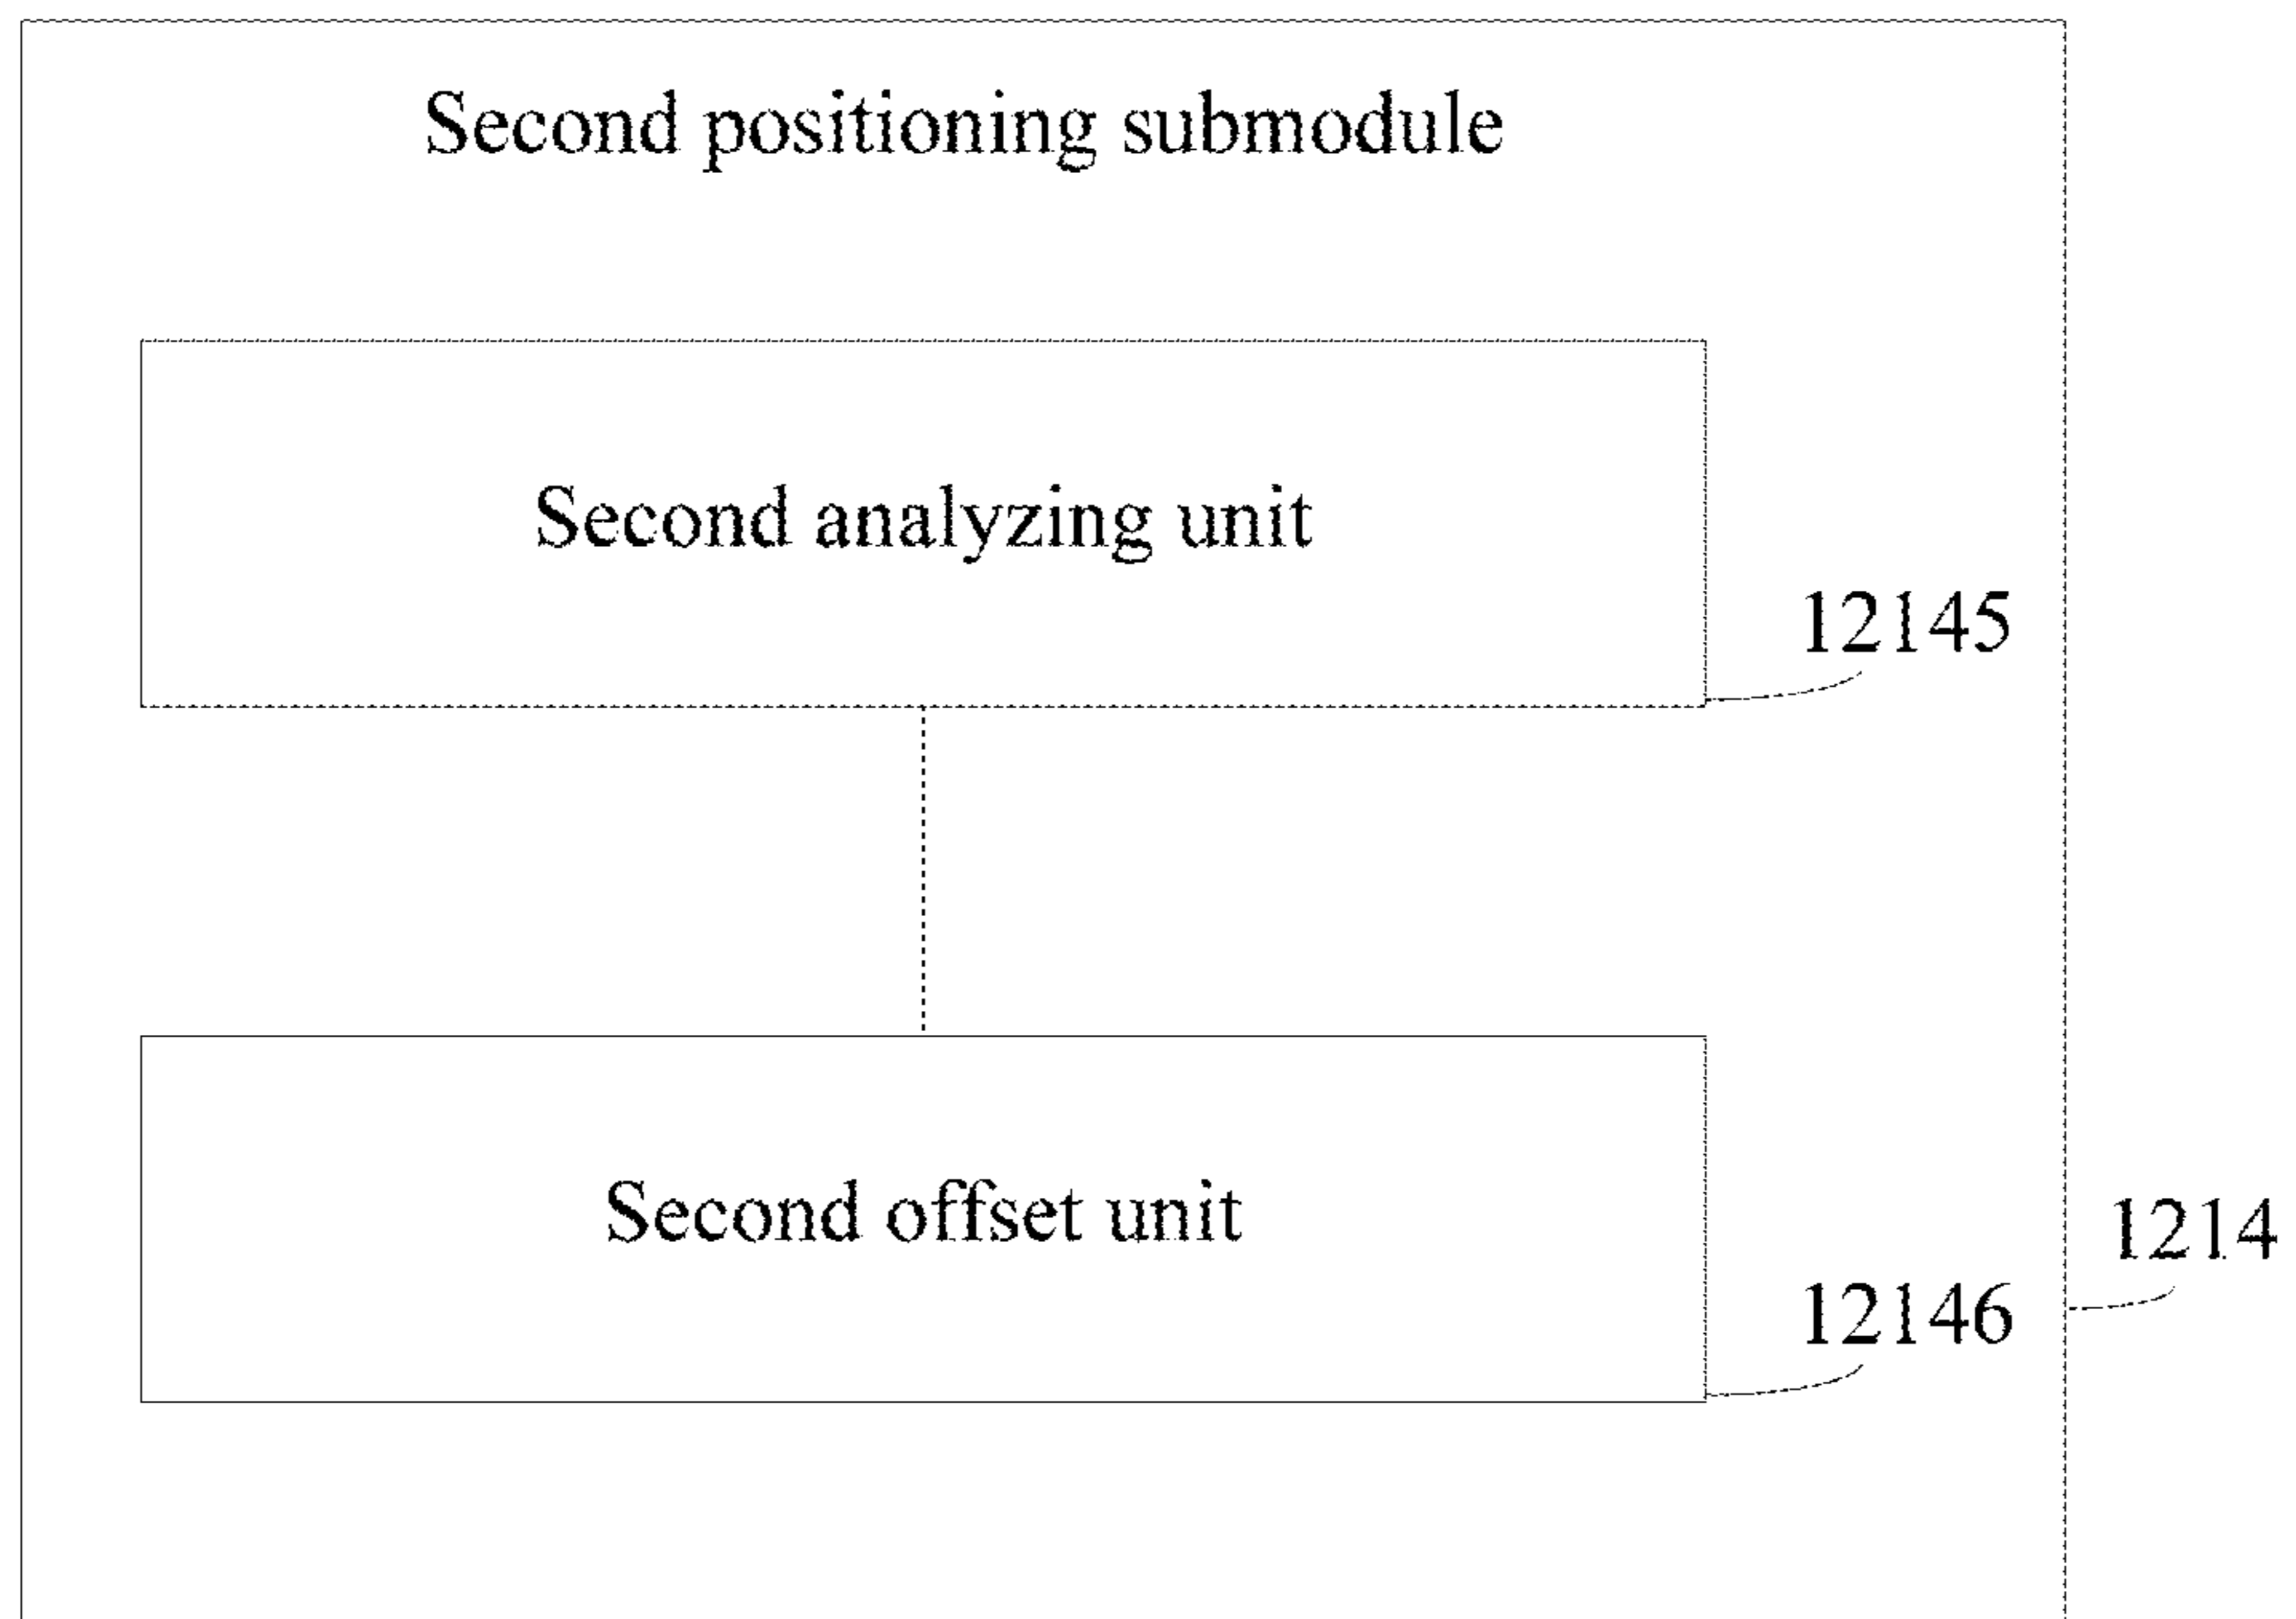 Second positioning submodule
Second analyzing unit
12145
Second offset unit
1214
12146